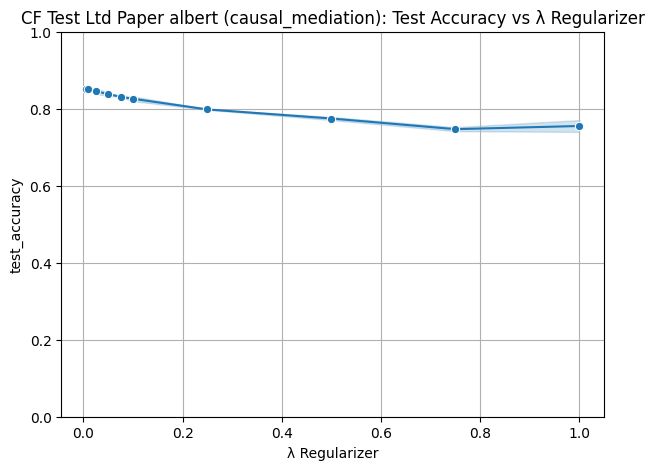 CF Test Ltd Paper albert (causal_mediation): Test Accuracy vs λ Regularizer
1.0
0.8
0.6
0.4
0.2
0.0
test_accuracy
0.0 0.2 0.4 0.6 0.8 1.0
λ Regularizer